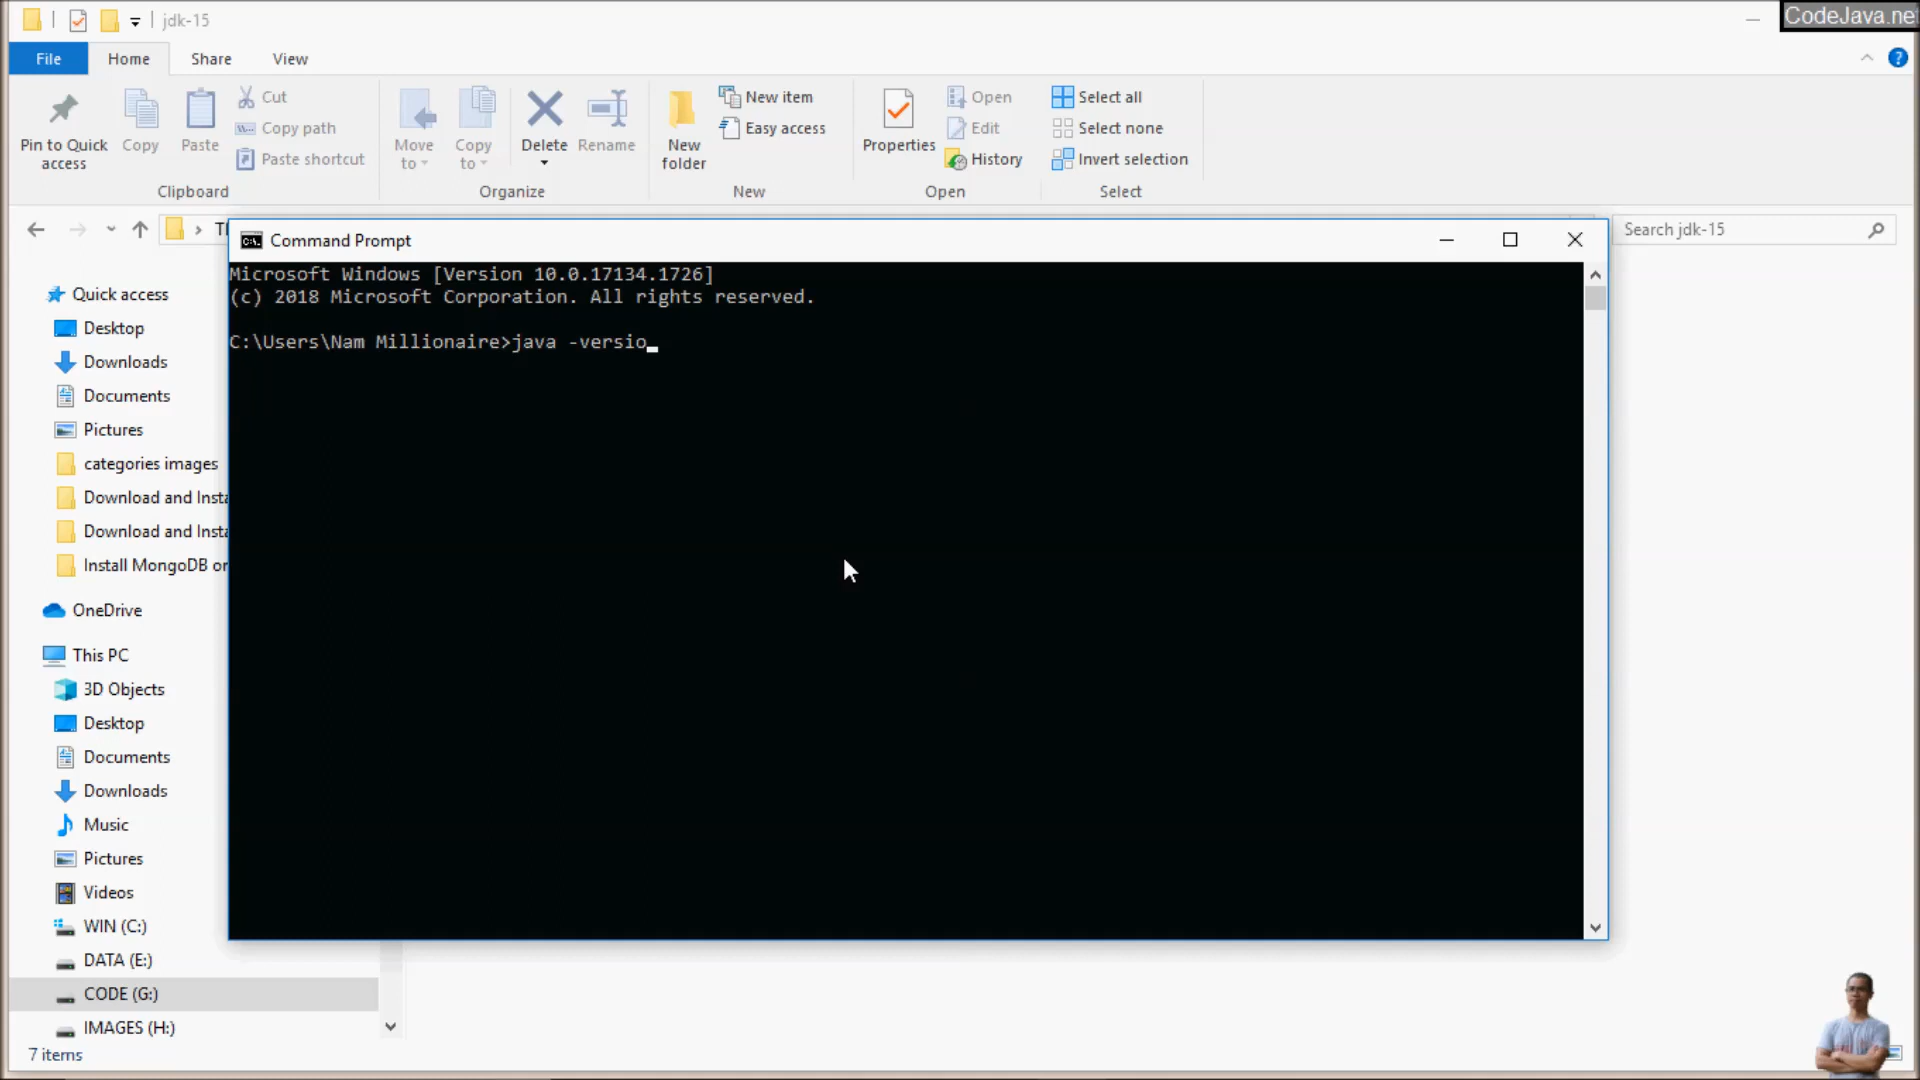 jdk-15
CodeJava.net
File
Home
Share
View
Pin to Quick
access
Copy
Paste
Cut
Copy path
Paste shortcut
Clipboard
Move
to
Copy
to
Delete
Rename
Organize
New
folder
New item
Easy access
New
Properties
Open
Edit
History
Open
Select all
Select none
Invert selection
Select
Search jdk-15
Command Prompt
Microsoft Windows [Version 10.0.17134.1726]
(c) 2018 Microsoft Corporation. All rights reserved.
C:\Users\Nam Millionaire>java -versio_
Quick access
Desktop
Downloads
Documents
Pictures
categories images
Download and Insta
Download and Insta
Install MongoDB or
OneDrive
This PC
3D Objects
Desktop
Documents
Downloads
Music
Pictures
Videos
WIN (C:)
DATA (E:)
CODE (G:)
IMAGES (H:)
7 items